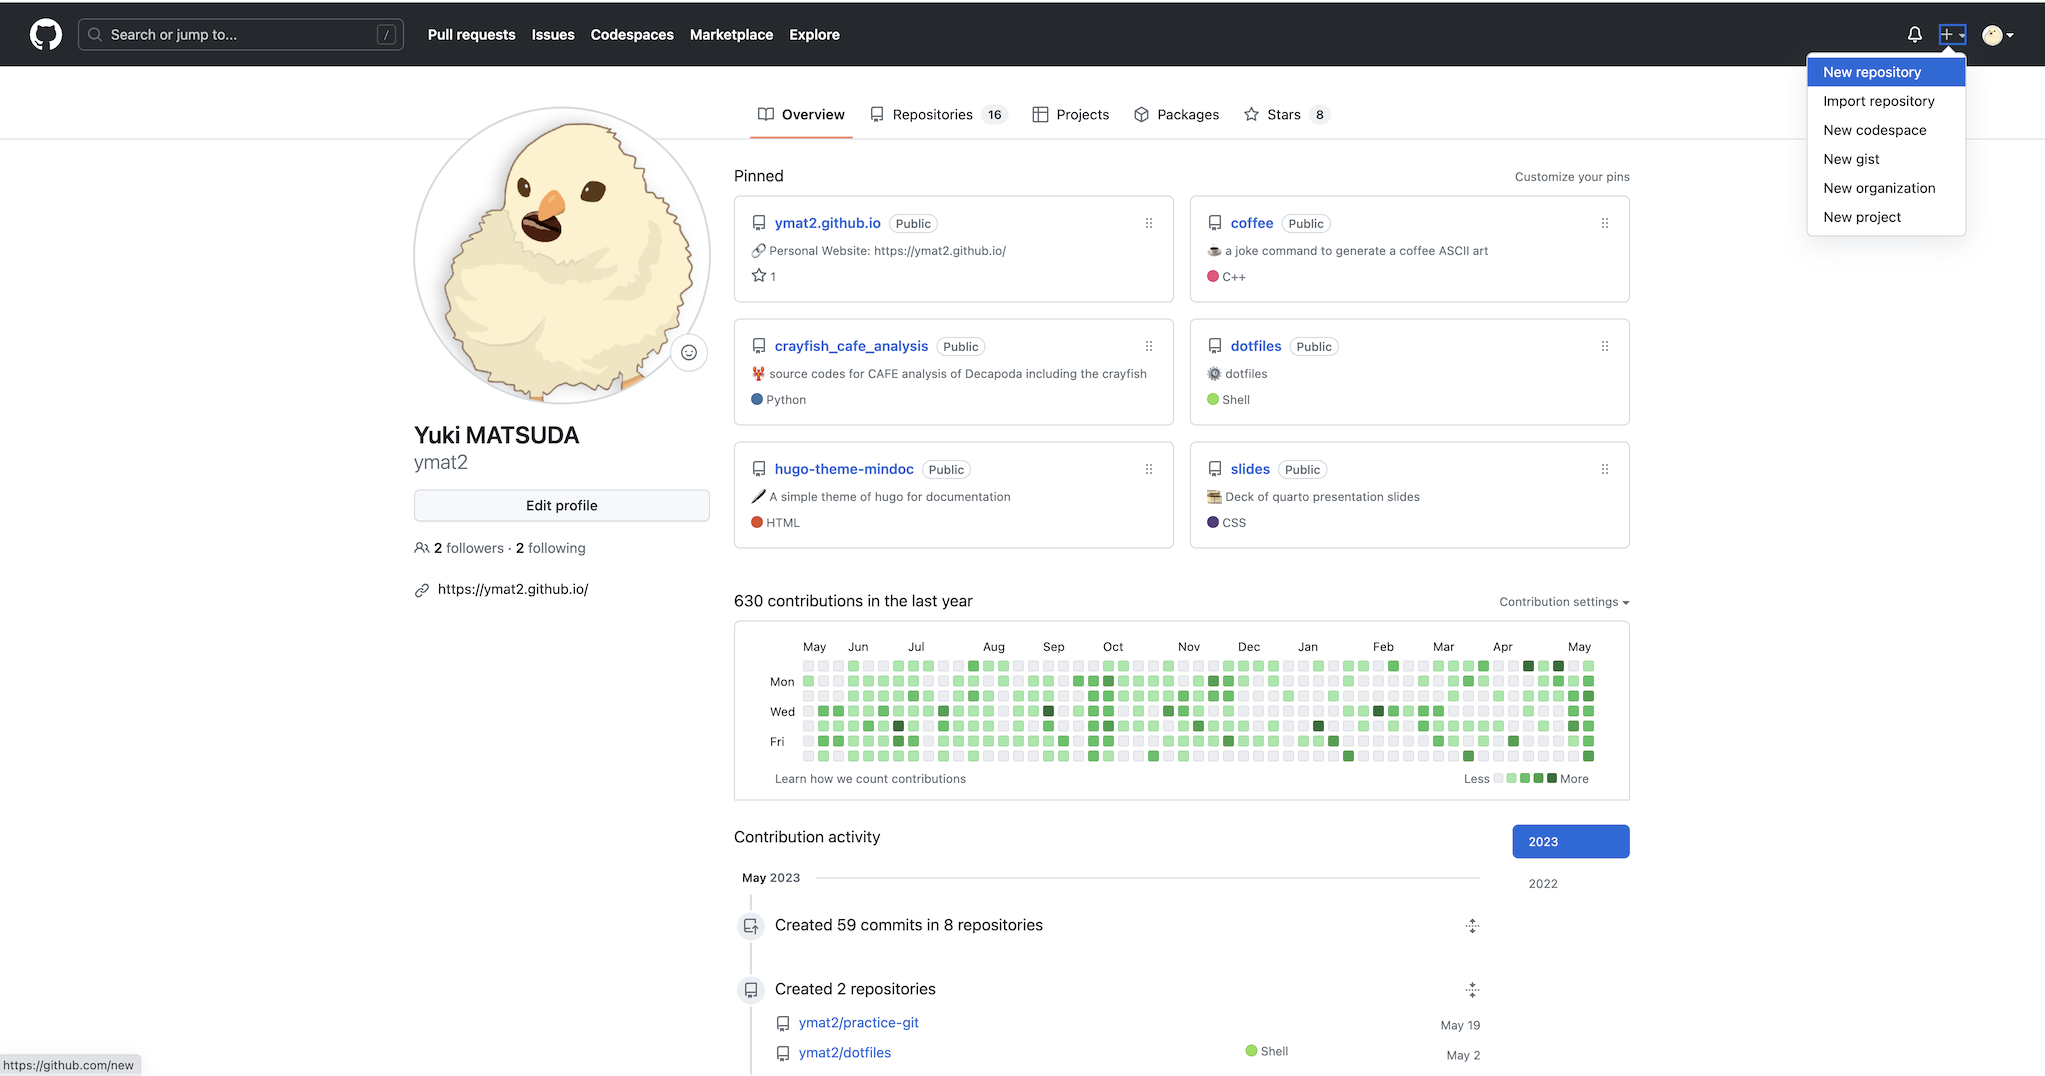 Search or jump to...
/
Pull requests
Issues
Codespaces
Marketplace
Explore
New repository
Import repository
New codespace
New gist
New organization
New project
Overview
Repositories 16
Projects
Packages
Stars 8
Yuki MATSUDA
ymat2
Edit profile
2 followers · 2 following
https://ymat2.github.io/
Pinned
Customize your pins
ymat2.github.io Public
Personal Website: https://ymat2.github.io/
1
coffee Public
a joke command to generate a coffee ASCII art
C++
crayfish_cafe_analysis Public
source codes for CAFE analysis of Decapoda including the crayfish
Python
dotfiles Public
dotfiles
Shell
hugo-theme-mindoc Public
A simple theme of hugo for documentation
HTML
slides Public
Deck of quarto presentation slides
CSS
630 contributions in the last year
Contribution settings
May Jun Jul Aug Sep Oct Nov Dec Jan Feb Mar Apr May
Mon
Wed
Fri
Learn how we count contributions
Less More
Contribution activity
2023
2022
May 2023
Created 59 commits in 8 repositories
Created 2 repositories
ymat2/practice-git
May 19
ymat2/dotfiles
Shell
May 2
https://github.com/new